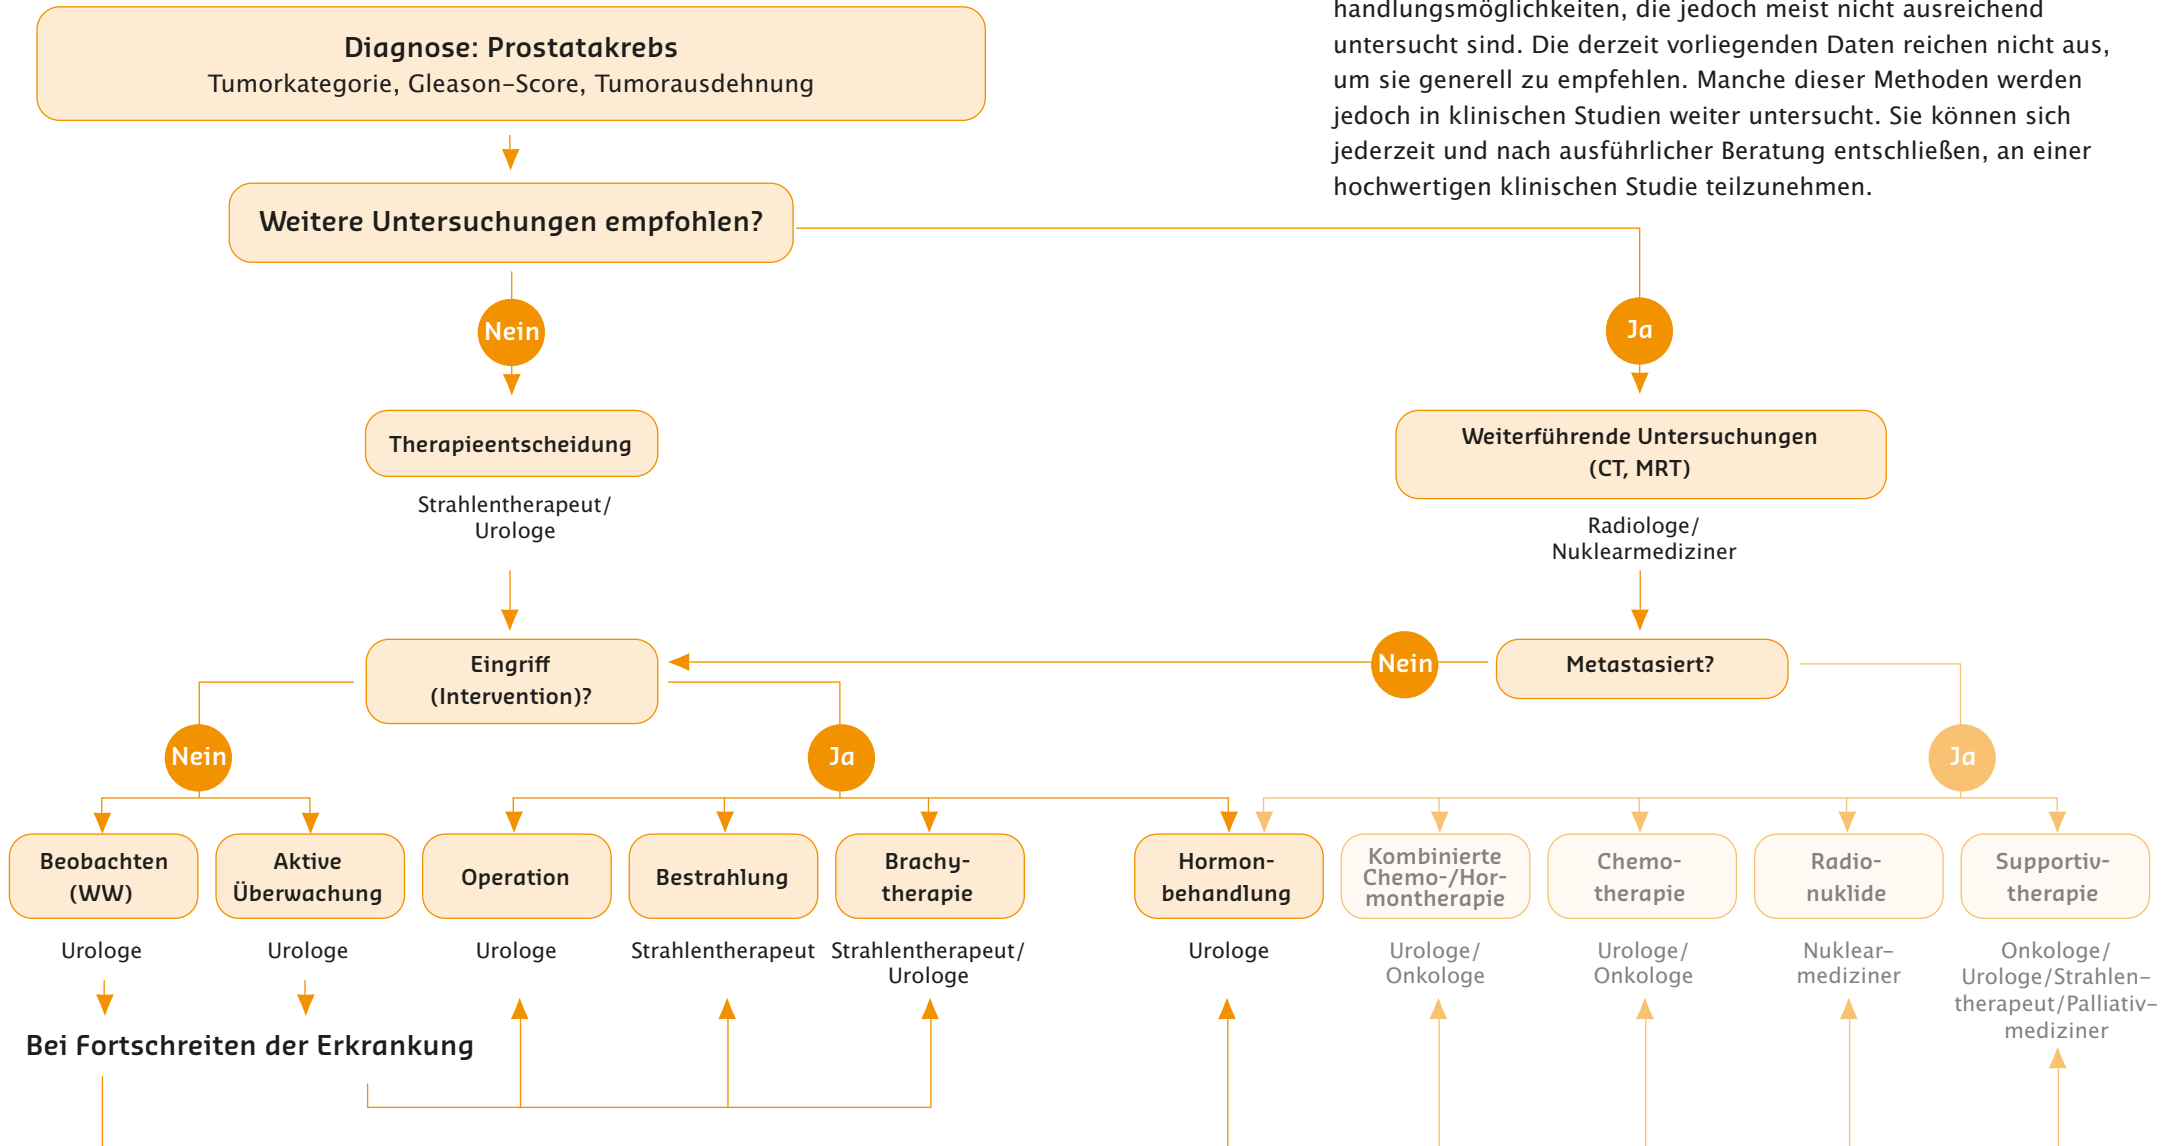 handlungsmöglichkeiten, die jedoch meist nicht ausreichend
untersucht sind. Die derzeit vorliegenden Daten reichen nicht aus,
um sie generell zu empfehlen. Manche dieser Methoden werden
jedoch in klinischen Studien weiter untersucht. Sie können sich
jederzeit und nach ausführlicher Beratung entschließen, an einer
hochwertigen klinischen Studie teilzunehmen.
Diagnose: Prostatakrebs
Tumorkategorie, Gleason-Score, Tumorausdehnung
Weitere Untersuchungen empfohlen?
Nein
Ja
Therapieentscheidung
Strahlentherapeut/
Urologe
Weiterführende Untersuchungen
(CT, MRT)
Radiologe/
Nuklearmediziner
Eingriff
(Intervention)?
Nein
Metastasiert?
Nein
Ja
Ja
Beobachten
(WW)
Urologe
Aktive
Überwachung
Urologe
Operation
Urologe
Bestrahlung
Strahlentherapeut
Brachy-
therapie
Strahlentherapeut/
Urologe
Hormon-
behandlung
Urologe
Kombinierte
Chemo-/Hor-
montherapie
Urologe/
Onkologe
Chemo-
therapie
Urologe/
Onkologe
Radio-
nuklide
Nuklear-
mediziner
Supportiv-
therapie
Onkologe/
Urologe/Strahlen-
therapeut/Palliativ-
mediziner
Bei Fortschreiten der Erkrankung